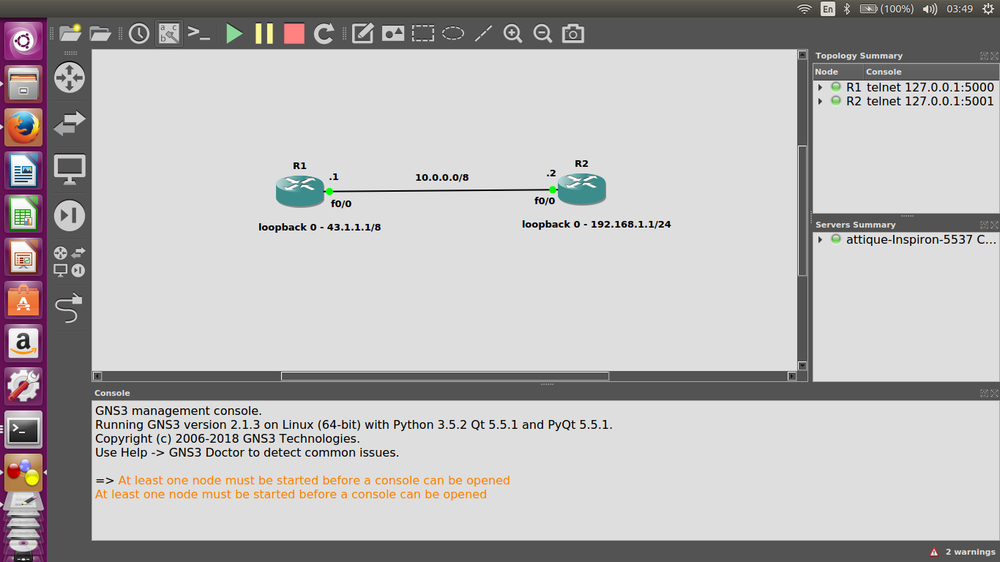 En
(100%)
03:49
a c
b
>_
Topology Summary
Node Console
R1 telnet 127.0.0.1:5000
R2 telnet 127.0.0.1:5001
R1
.1
10.0.0.0/8
R2
.2
f0/0
f0/0
loopback 0 - 43.1.1.1/8
loopback 0 - 192.168.1.1/24
Servers Summary
attique-Inspiron-5537 C...
Console
GNS3 management console.
Running GNS3 version 2.1.3 on Linux (64-bit) with Python 3.5.2 Qt 5.5.1 and PyQt 5.5.1.
Copyright (c) 2006-2018 GNS3 Technologies.
Use Help -> GNS3 Doctor to detect common issues.
=> At least one node must be started before a console can be opened
At least one node must be started before a console can be opened
2 warnings